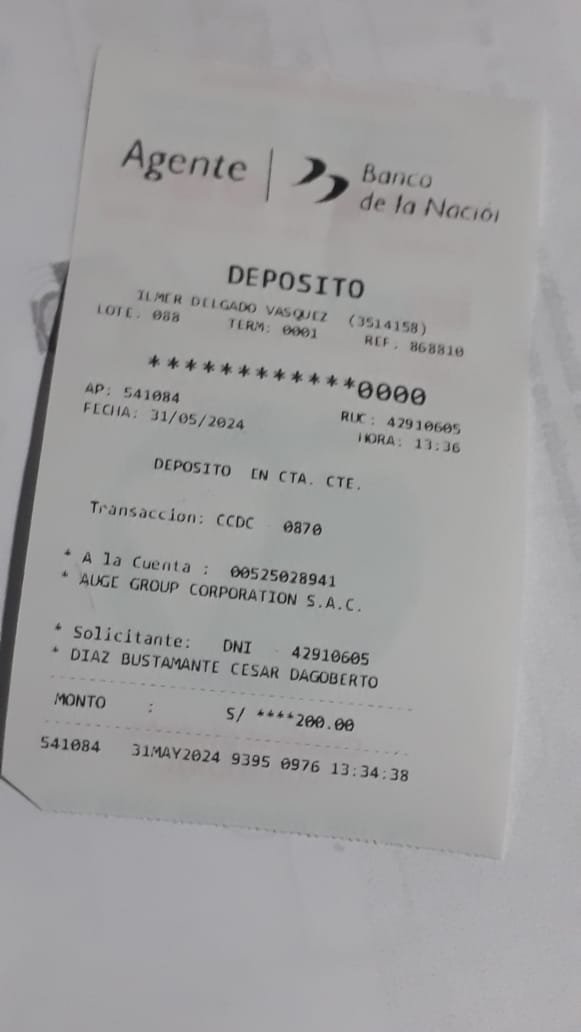 Agente | Banco
de la Nación
DEPOSITO
ILMER DELGADO VASQUEZ (3514158)
LOTE. 088 TERM: 0001 REF. 868810
************0000
AP: 541084 RUC: 42910605
FECHA: 31/05/2024 HORA: 13:36
DEPOSITO EN CTA. CTE.
Transaccion: CCDC 0870
* A la Cuenta : 00525028941
* AUGE GROUP CORPORATION S.A.C.
* Solicitante: DNI 42910605
* DIAZ BUSTAMANTE CESAR DAGOBERTO
MONTO : S/ ****200.00
541084 31MAY2024 9395 0976 13:34:38